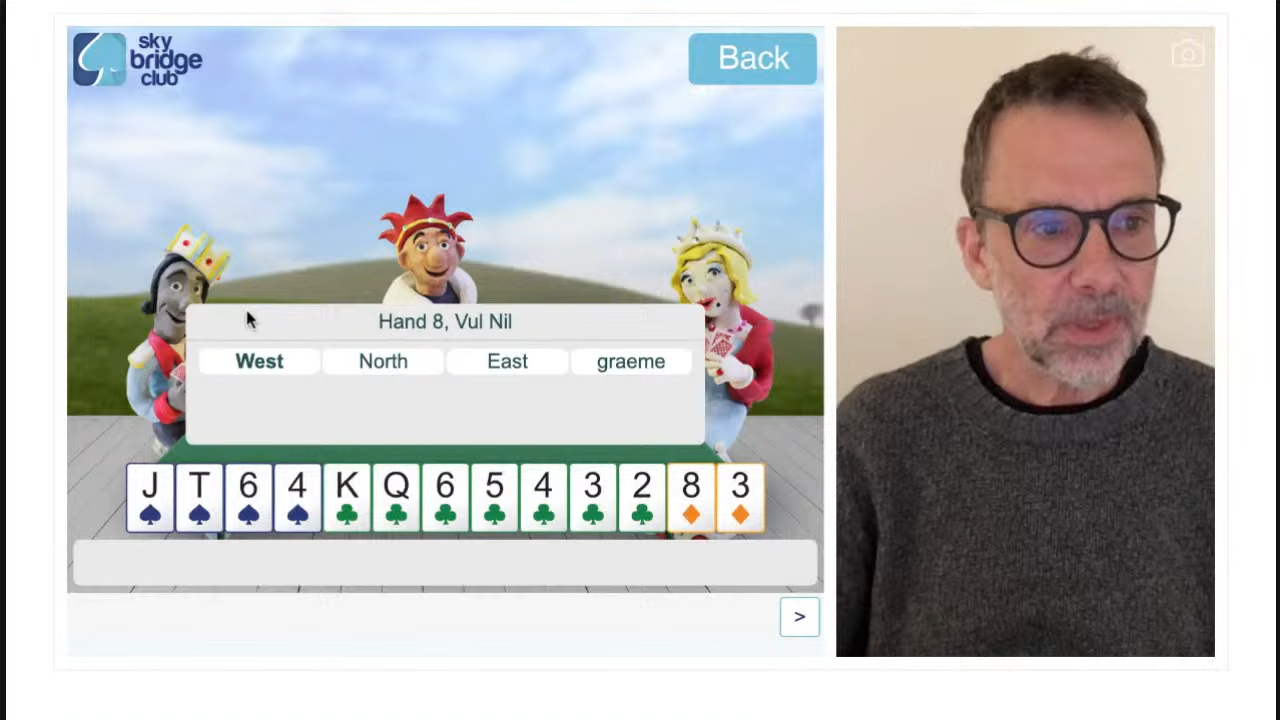 sky
bridge
club
Back
Hand 8, Vul Nil
West North East graeme
J T 6 4 K Q 6 5 4 3 2 8 3
>